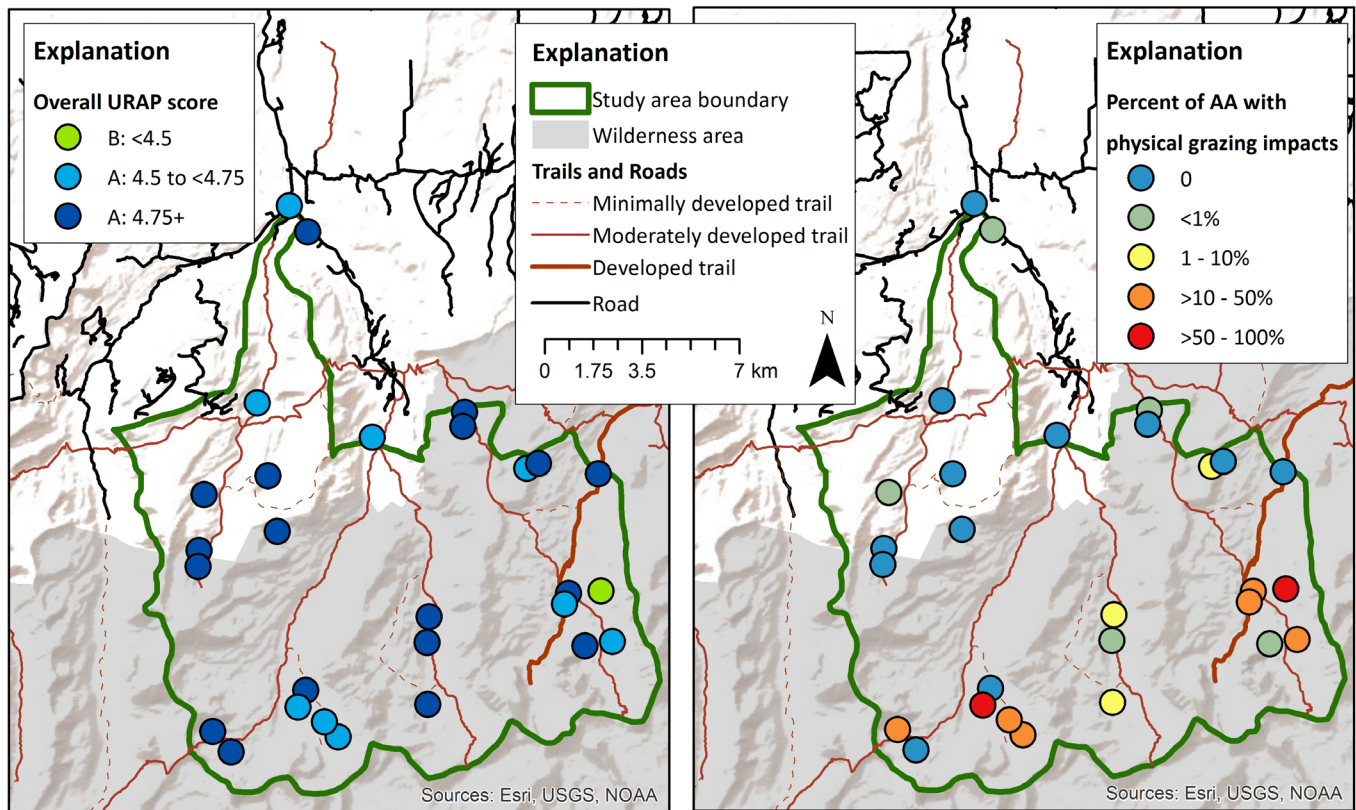 Explanation
Overall URAP score
B: <4.5
A: 4.5 to <4.75
A: 4.75+
Explanation
Study area boundary
Wilderness area
Trails and Roads
Minimally developed trail
Moderately developed trail
Developed trail
Road
N
0 1.75 3.5 7 km
Explanation
Percent of AA with
physical grazing impacts
0
<1%
1 - 10%
>10 - 50%
>50 - 100%
Sources: Esri, USGS, NOAA
Sources: Esri, USGS, NOAA